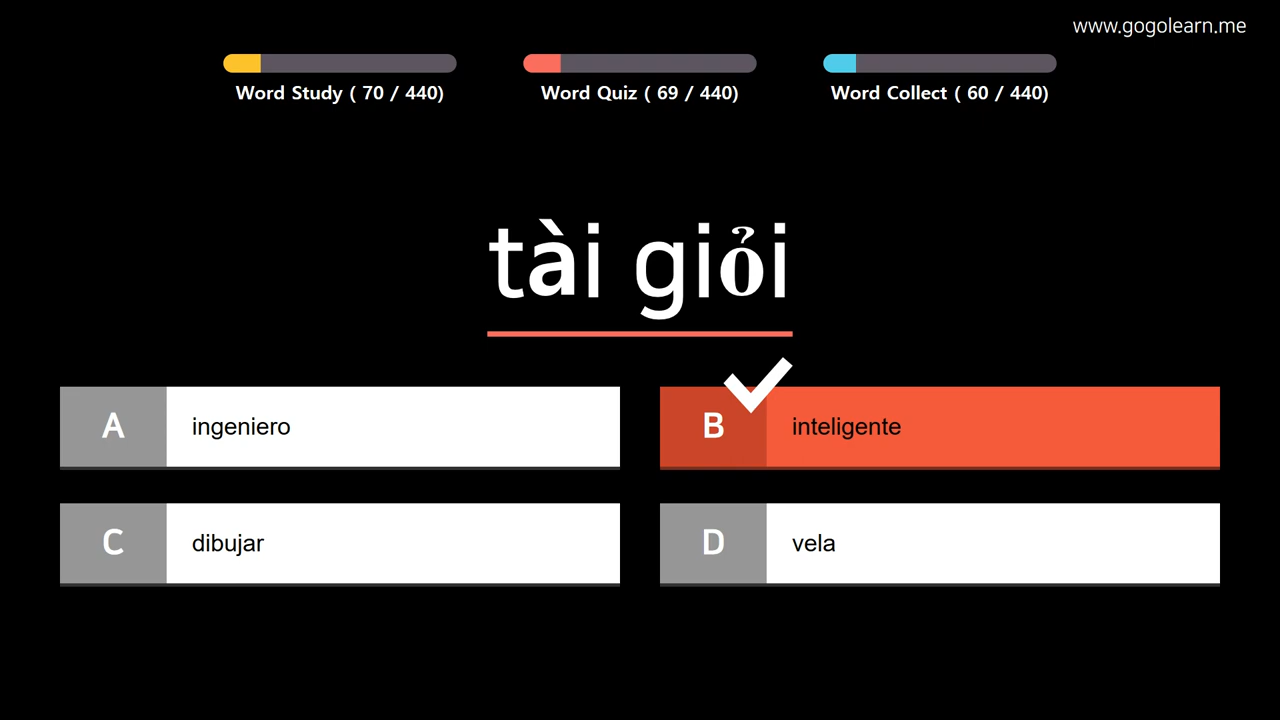 www.gogolearn.me
Word Study ( 70 / 440)
Word Quiz ( 69 / 440)
Word Collect ( 60 / 440)
tài giỏi
A ingeniero
B inteligente
C dibujar
D vela